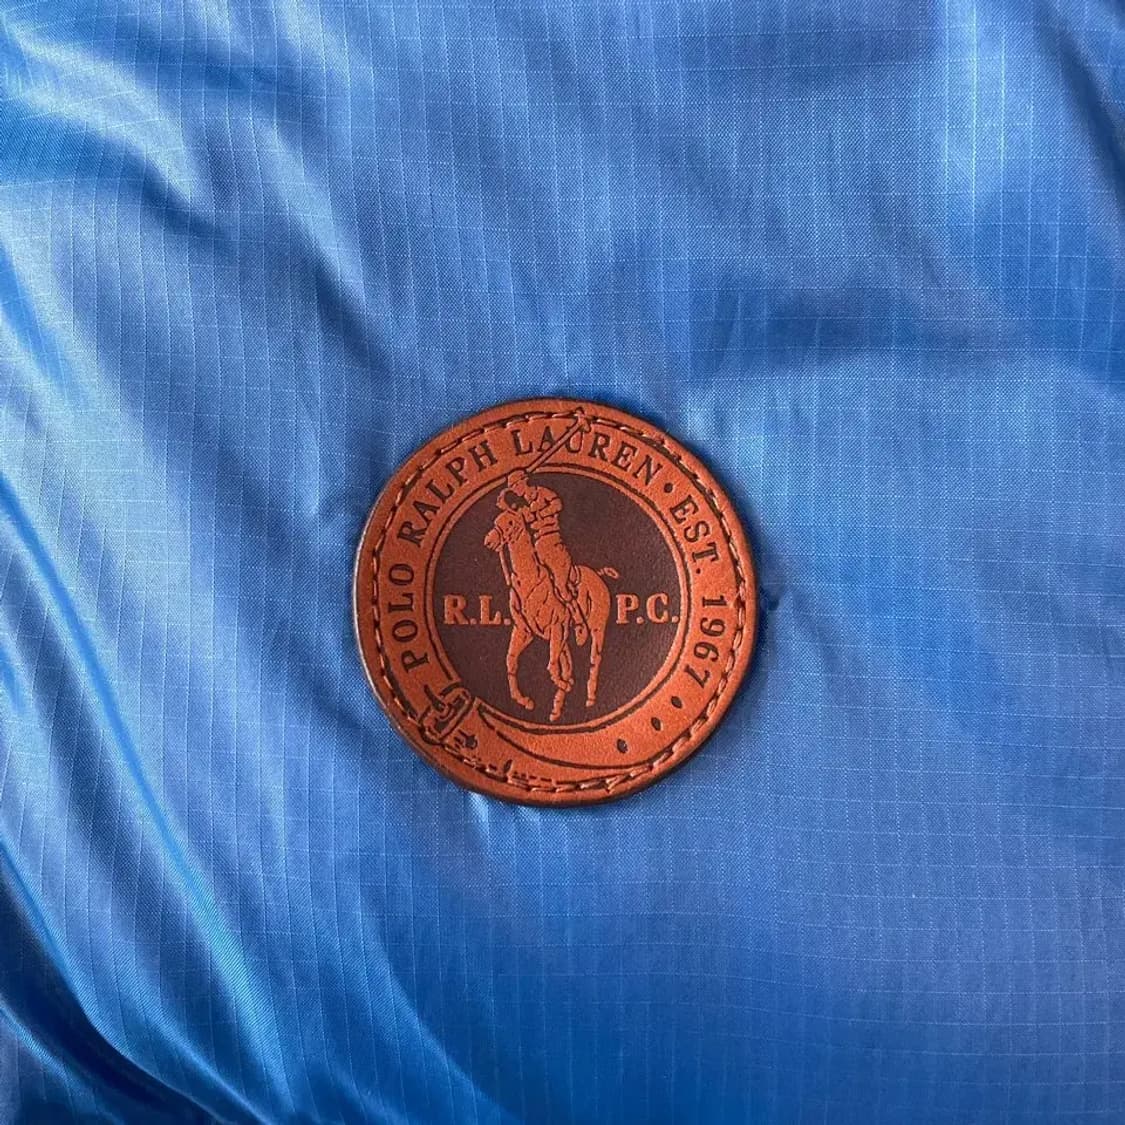 POLO RALPH LAUREN • EST. 1967
R.L. P.C.